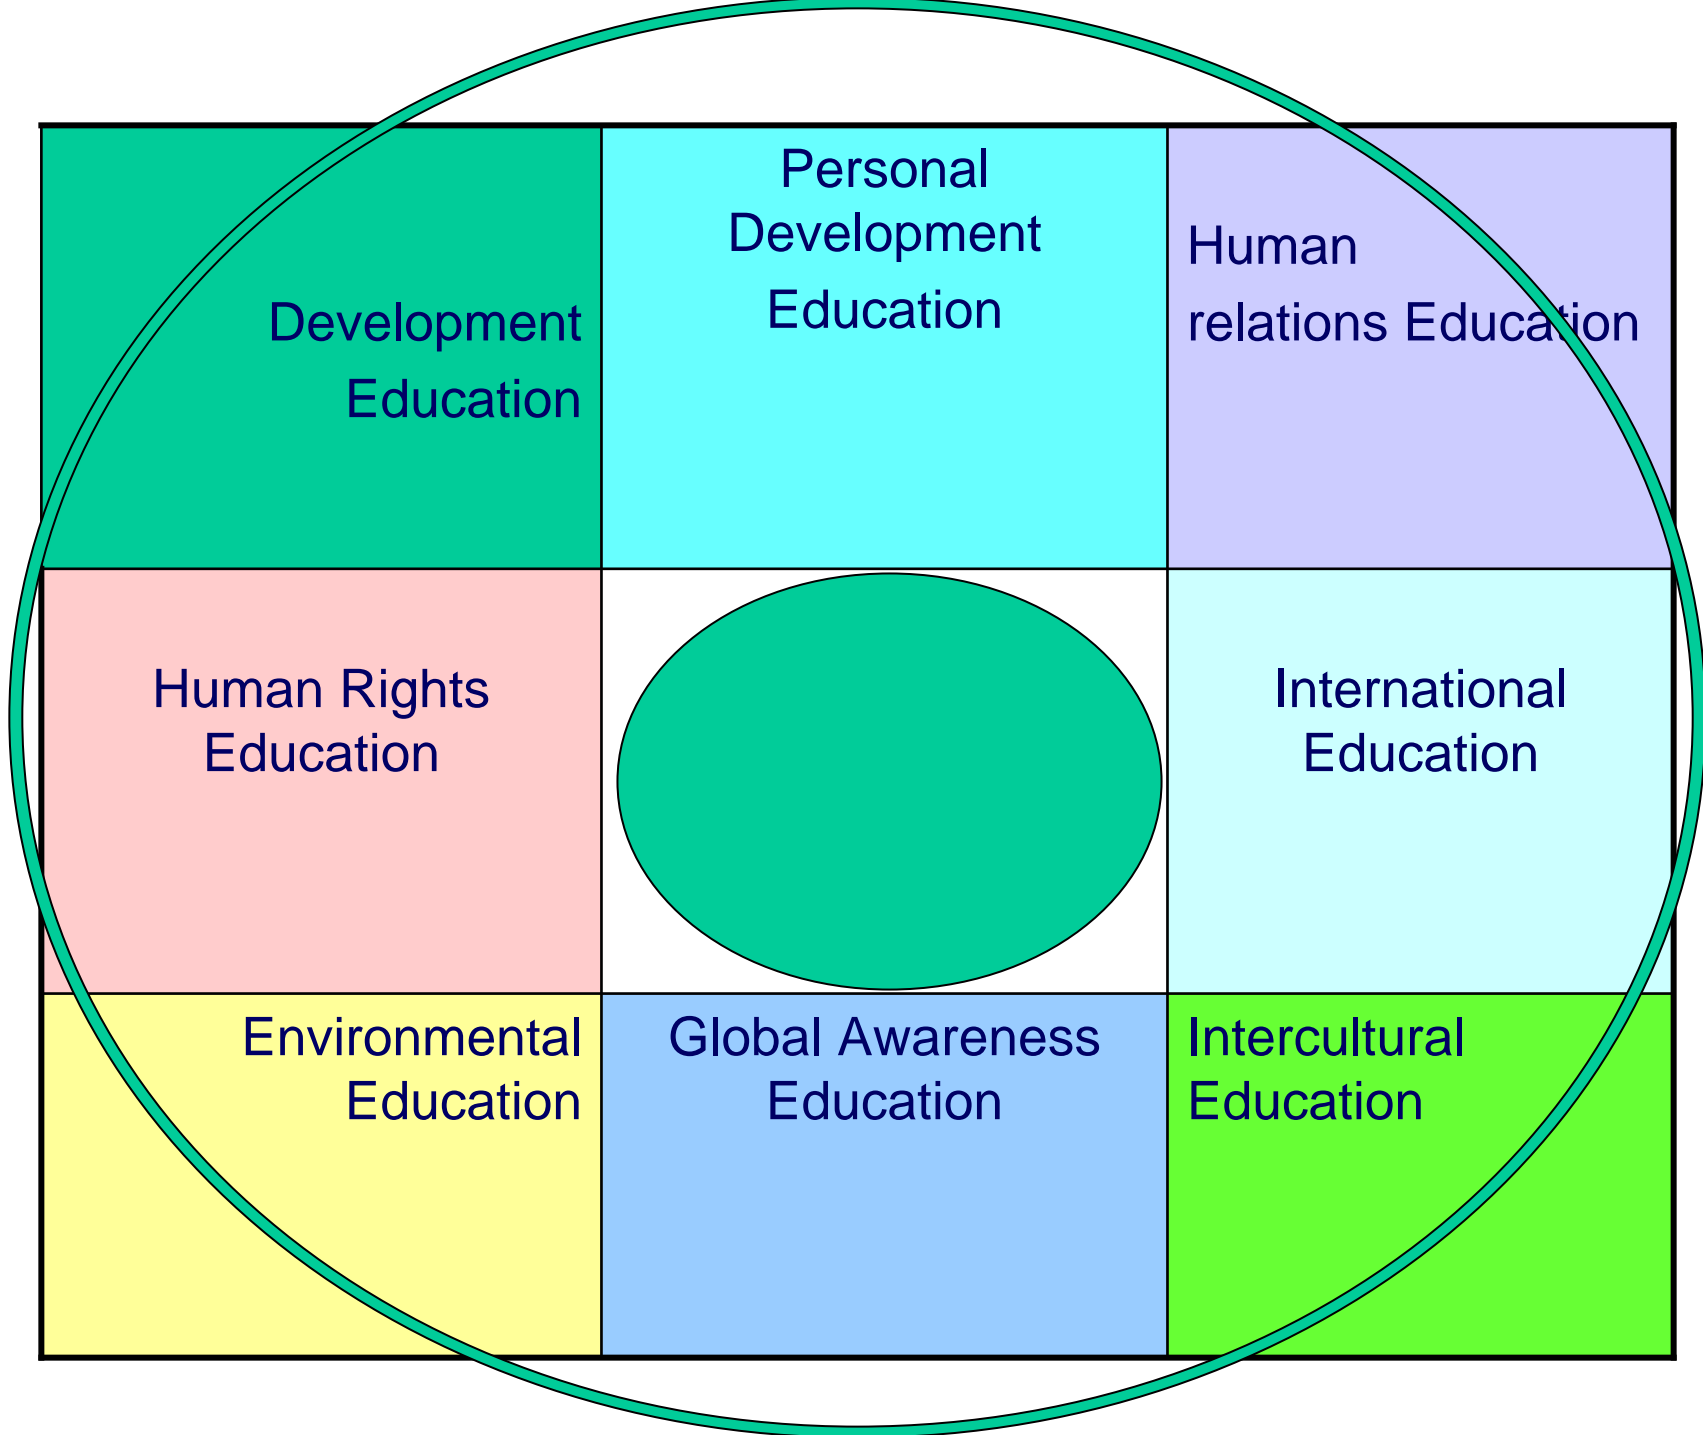 Development
Education
Personal
Development
Education
Human
relations Education
Human Rights
Education
International
Education
Environmental
Education
Global Awareness
Education
Intercultural
Education